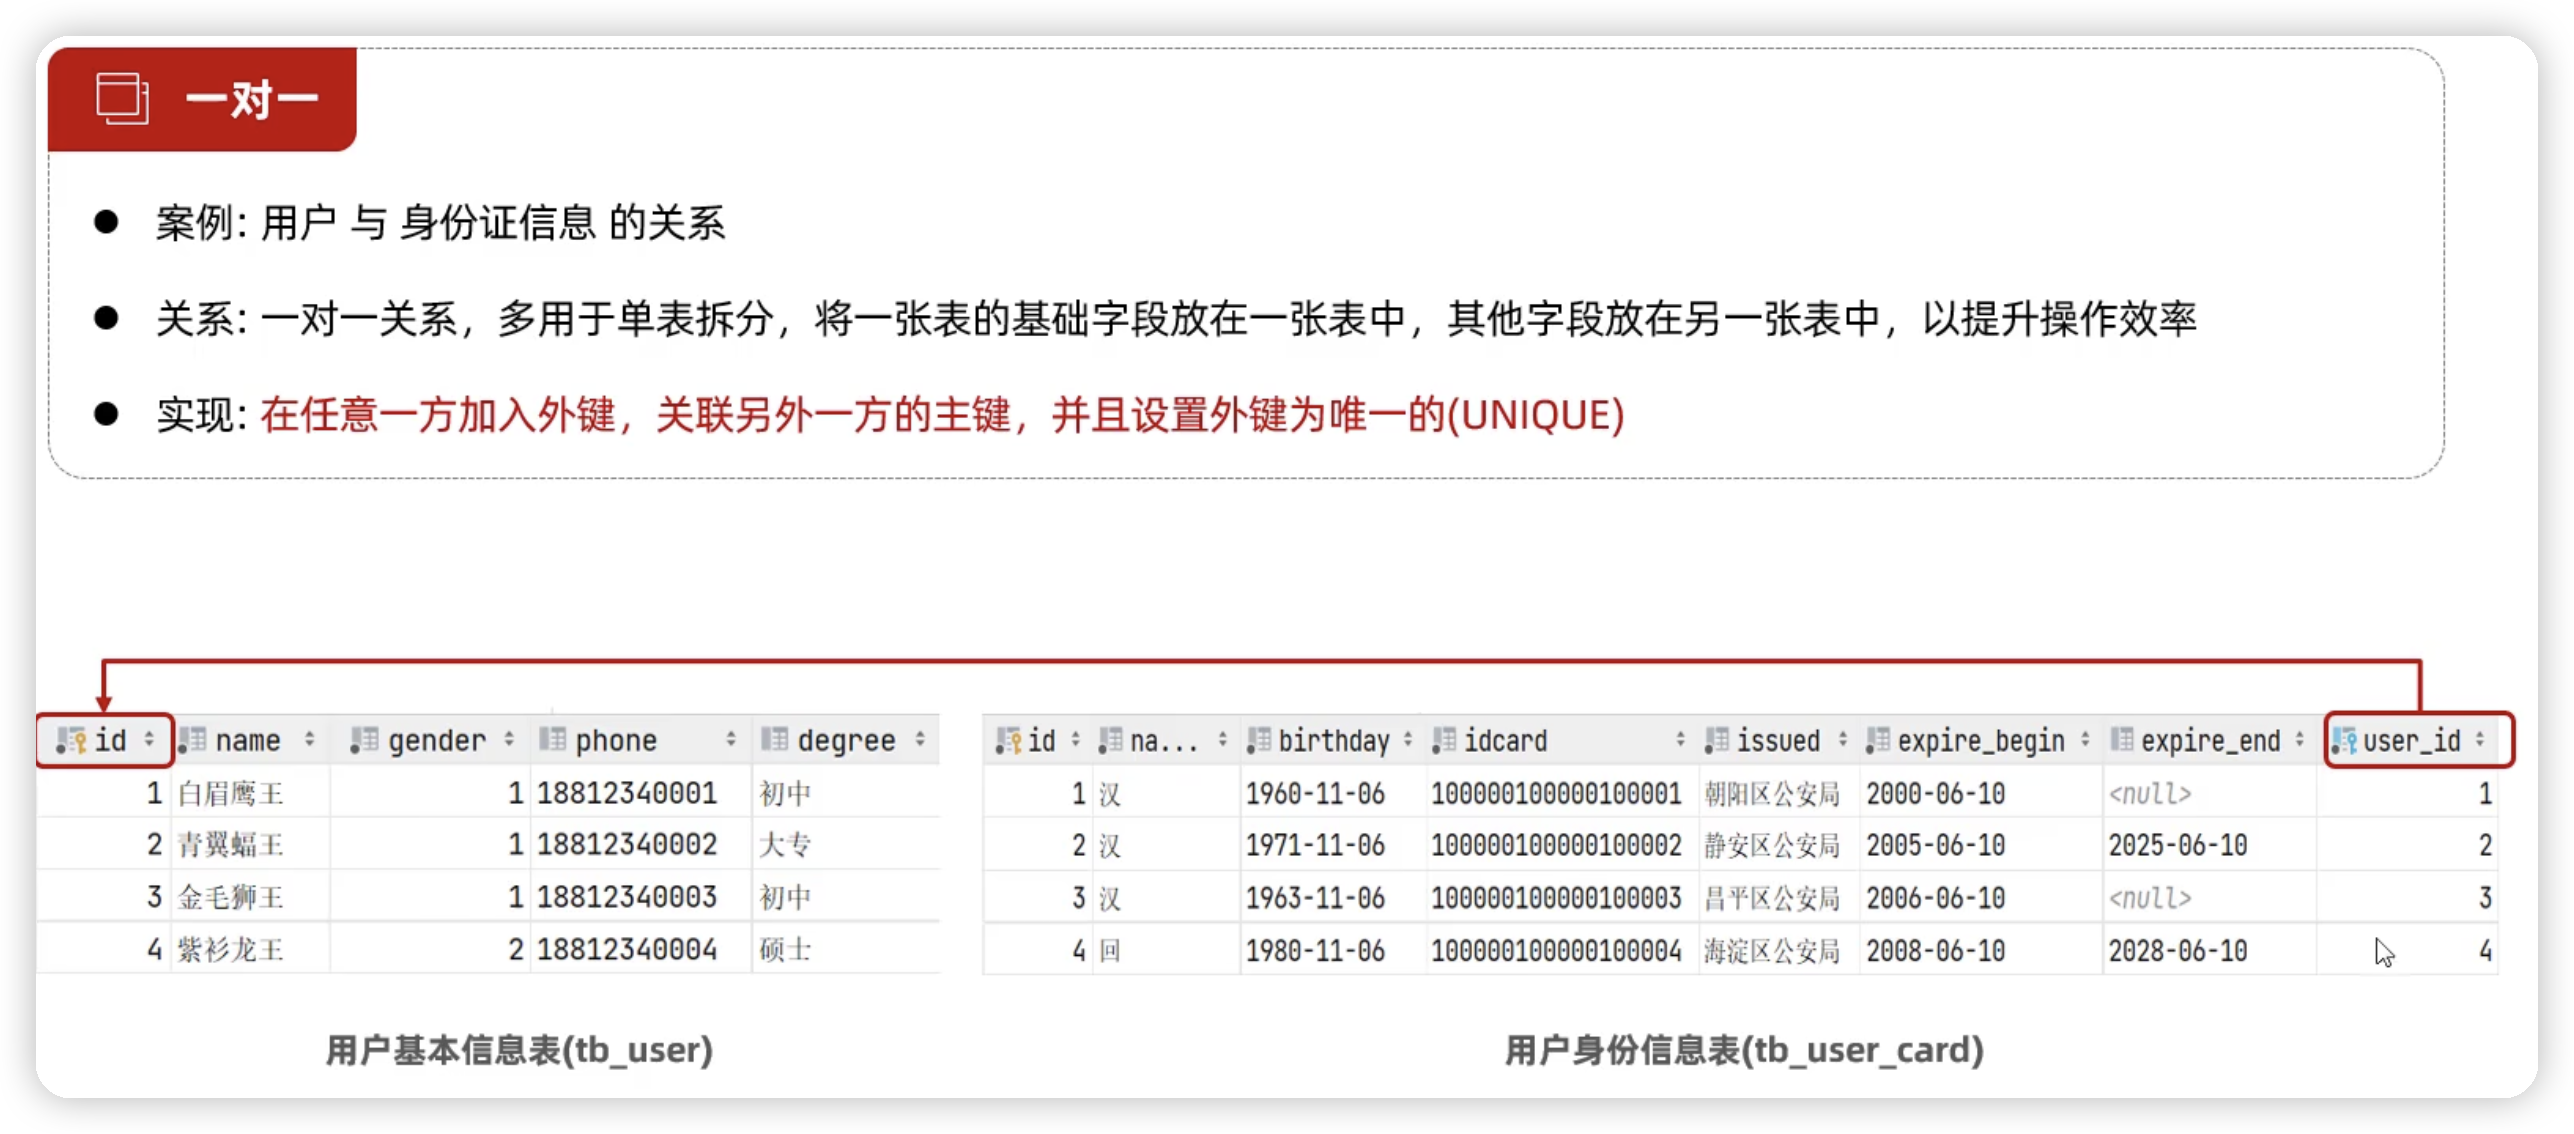 一对一
案例: 用户 与 身份证信息 的关系
关系: 一对一关系，多用于单表拆分，将一张表的基础字段放在一张表中，其他字段放在另一张表中，以提升操作效率
实现: 在任意一方加入外键，关联另外一方的主键，并且设置外键为唯一的(UNIQUE)
id name gender phone degree
1 白眉鹰王 1 18812340001 初中
2 青翼蝠王 1 18812340002 大专
3 金毛狮王 1 18812340003 初中
4 紫衫龙王 2 18812340004 硕士
用户基本信息表(tb_user)
id na... birthday idcard issued expire_begin expire_end user_id
1 汉 1960-11-06 100000100000100001 朝阳区公安局 2000-06-10 <null> 1
2 汉 1971-11-06 100000100000100002 静安区公安局 2005-06-10 2025-06-10 2
3 汉 1963-11-06 100000100000100003 昌平区公安局 2006-06-10 <null> 3
4 回 1980-11-06 100000100000100004 海淀区公安局 2008-06-10 2028-06-10 4
用户身份信息表(tb_user_card)